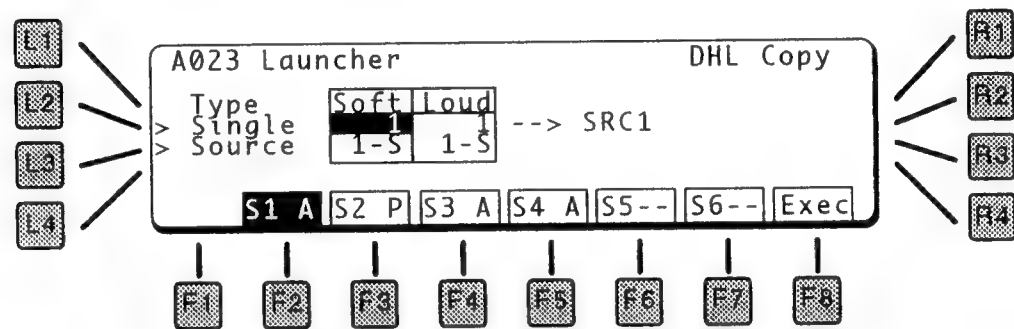 L1
L2
L3
L4
A023 Launcher DHL Copy
Type Soft Loud
> Single 1 1 --> SRC1
> Source 1-S 1-S
S1 A S2 P S3 A S4 A S5-- S6-- Exec
R1
R2
R3
R4
F1 F2 F3 F4 F5 F6 F7 F8